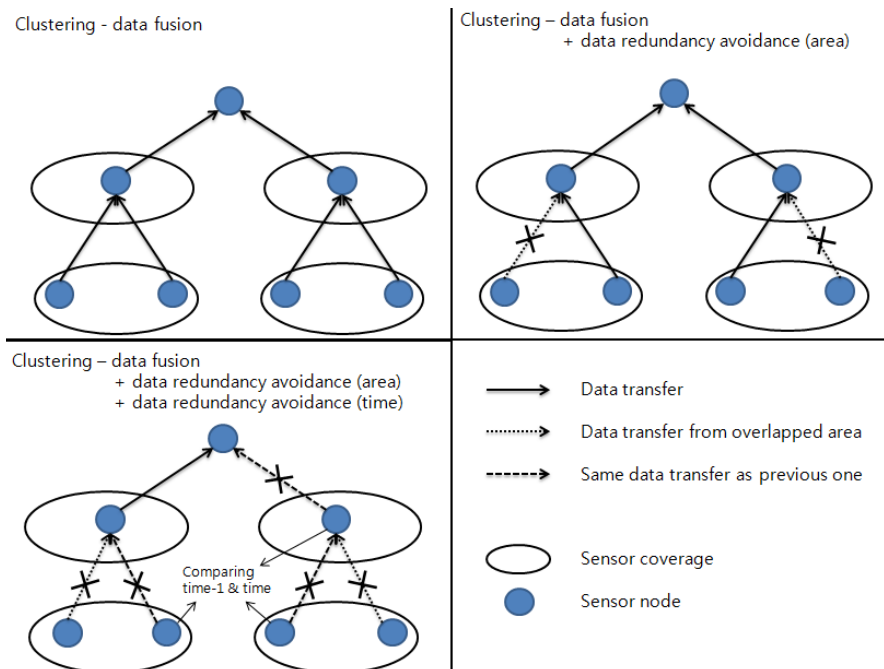 Clustering - data fusion
Clustering – data fusion
+ data redundancy avoidance (area)
Clustering – data fusion
+ data redundancy avoidance (area)
+ data redundancy avoidance (time)
Comparing
time-1 & time
Data transfer
Data transfer from overlapped area
Same data transfer as previous one
Sensor coverage
Sensor node